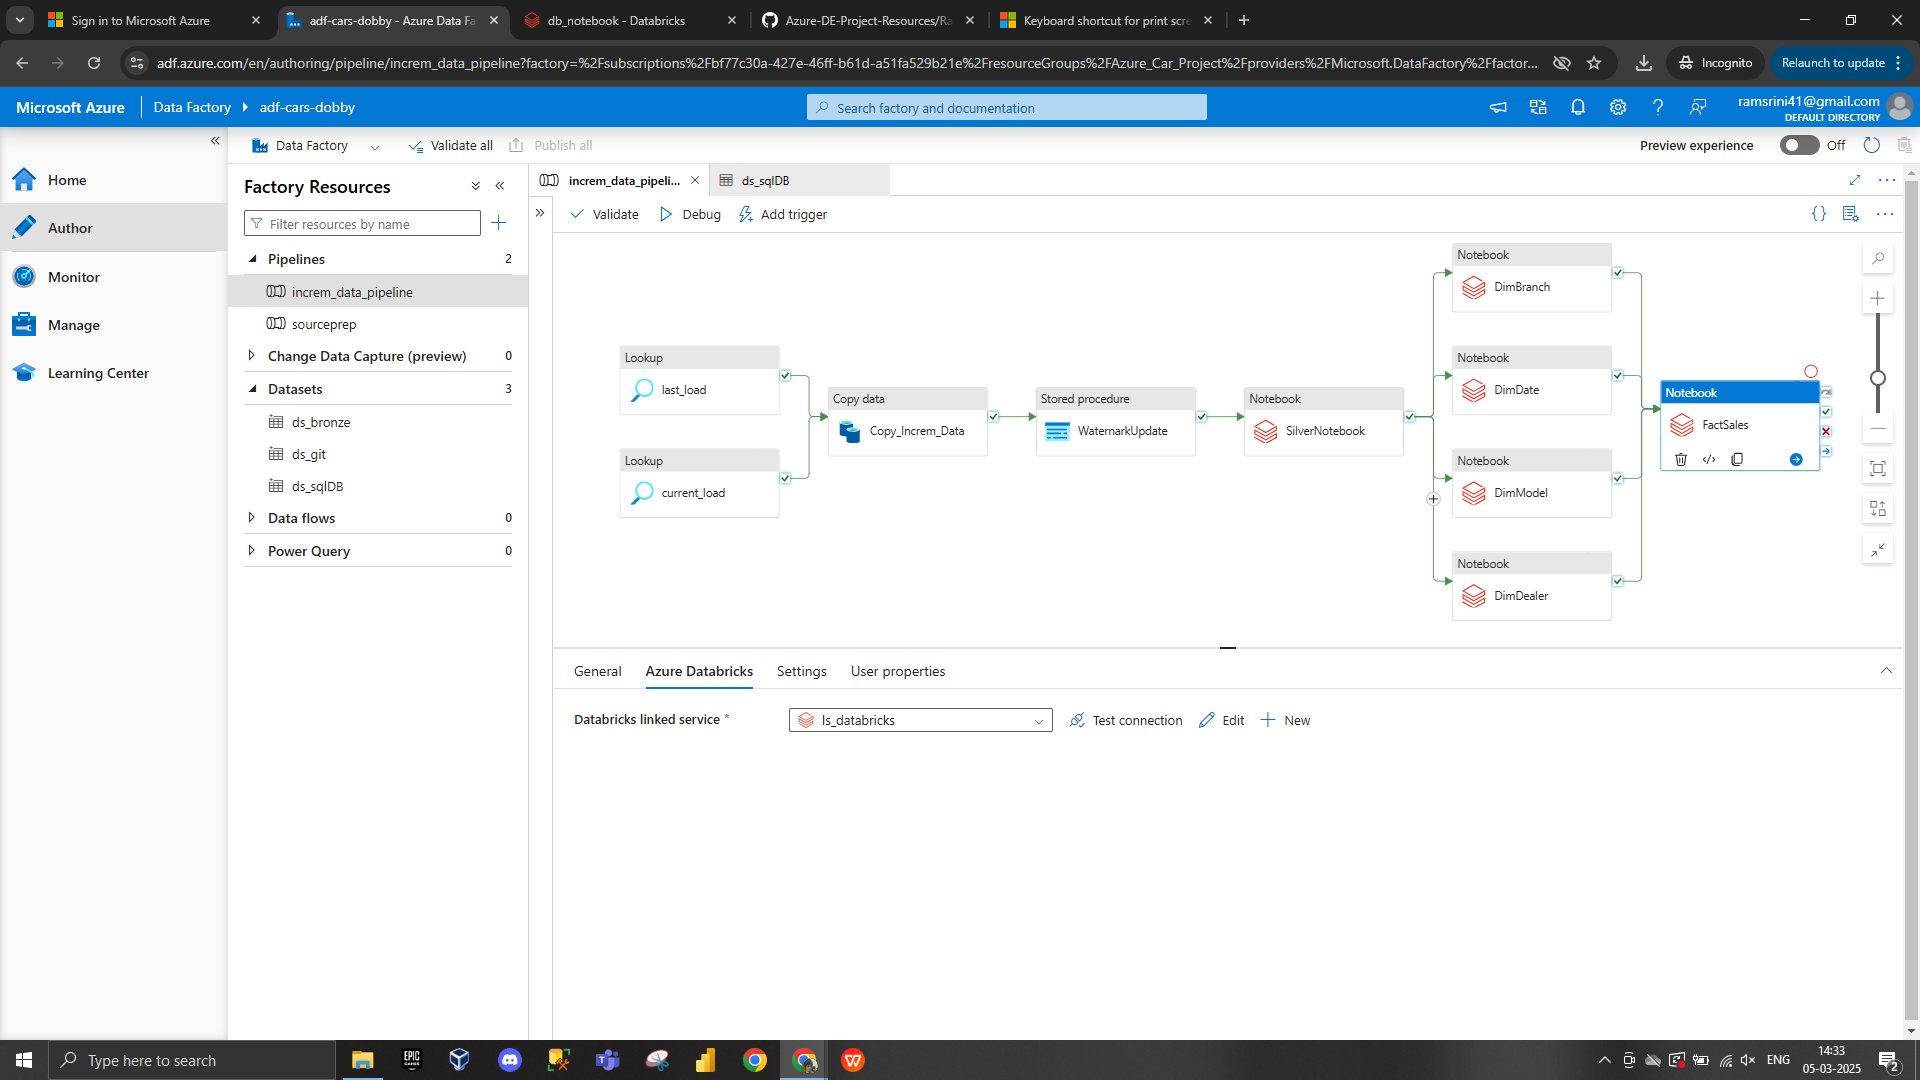 Sign in to Microsoft Azure
adf-cars-dobby - Azure Data Fa
db_notebook - Databricks
Azure-DE-Project-Resources/Ra
Keyboard shortcut for print scre
adf.azure.com/en/authoring/pipeline/increm_data_pipeline?factory=%2Fsubscriptions%2Fbf77c30a-427e-46ff-b61d-a51fa529b21e%2FresourceGroups%2FAzure_Car_Project%2Fproviders%2FMicrosoft.DataFactory%2Ffactor...
Incognito
Relaunch to update
Microsoft Azure
Data Factory
adf-cars-dobby
Search factory and documentation
ramsrini41@gmail.com
DEFAULT DIRECTORY
Data Factory
Validate all
Publish all
Preview experience
Off
Home
Author
Monitor
Manage
Learning Center
Factory Resources
Filter resources by name
Pipelines 2
increm_data_pipeline
sourceprep
Change Data Capture (preview) 0
Datasets 3
ds_bronze
ds_git
ds_sqlDB
Data flows 0
Power Query 0
increm_data_pipeli...
ds_sqlDB
Validate
Debug
Add trigger
Lookup
last_load
Lookup
current_load
Copy data
Copy_Increm_Data
Stored procedure
WaternarkUpdate
Notebook
SilverNotebook
Notebook
DimBranch
Notebook
DimDate
Notebook
DimModel
Notebook
DimDealer
Notebook
FactSales
General
Azure Databricks
Settings
User properties
Databricks linked service *
ls_databricks
Test connection
Edit
New
Type here to search
EPIC GAMES
ENG
14:33
05-03-2025
2